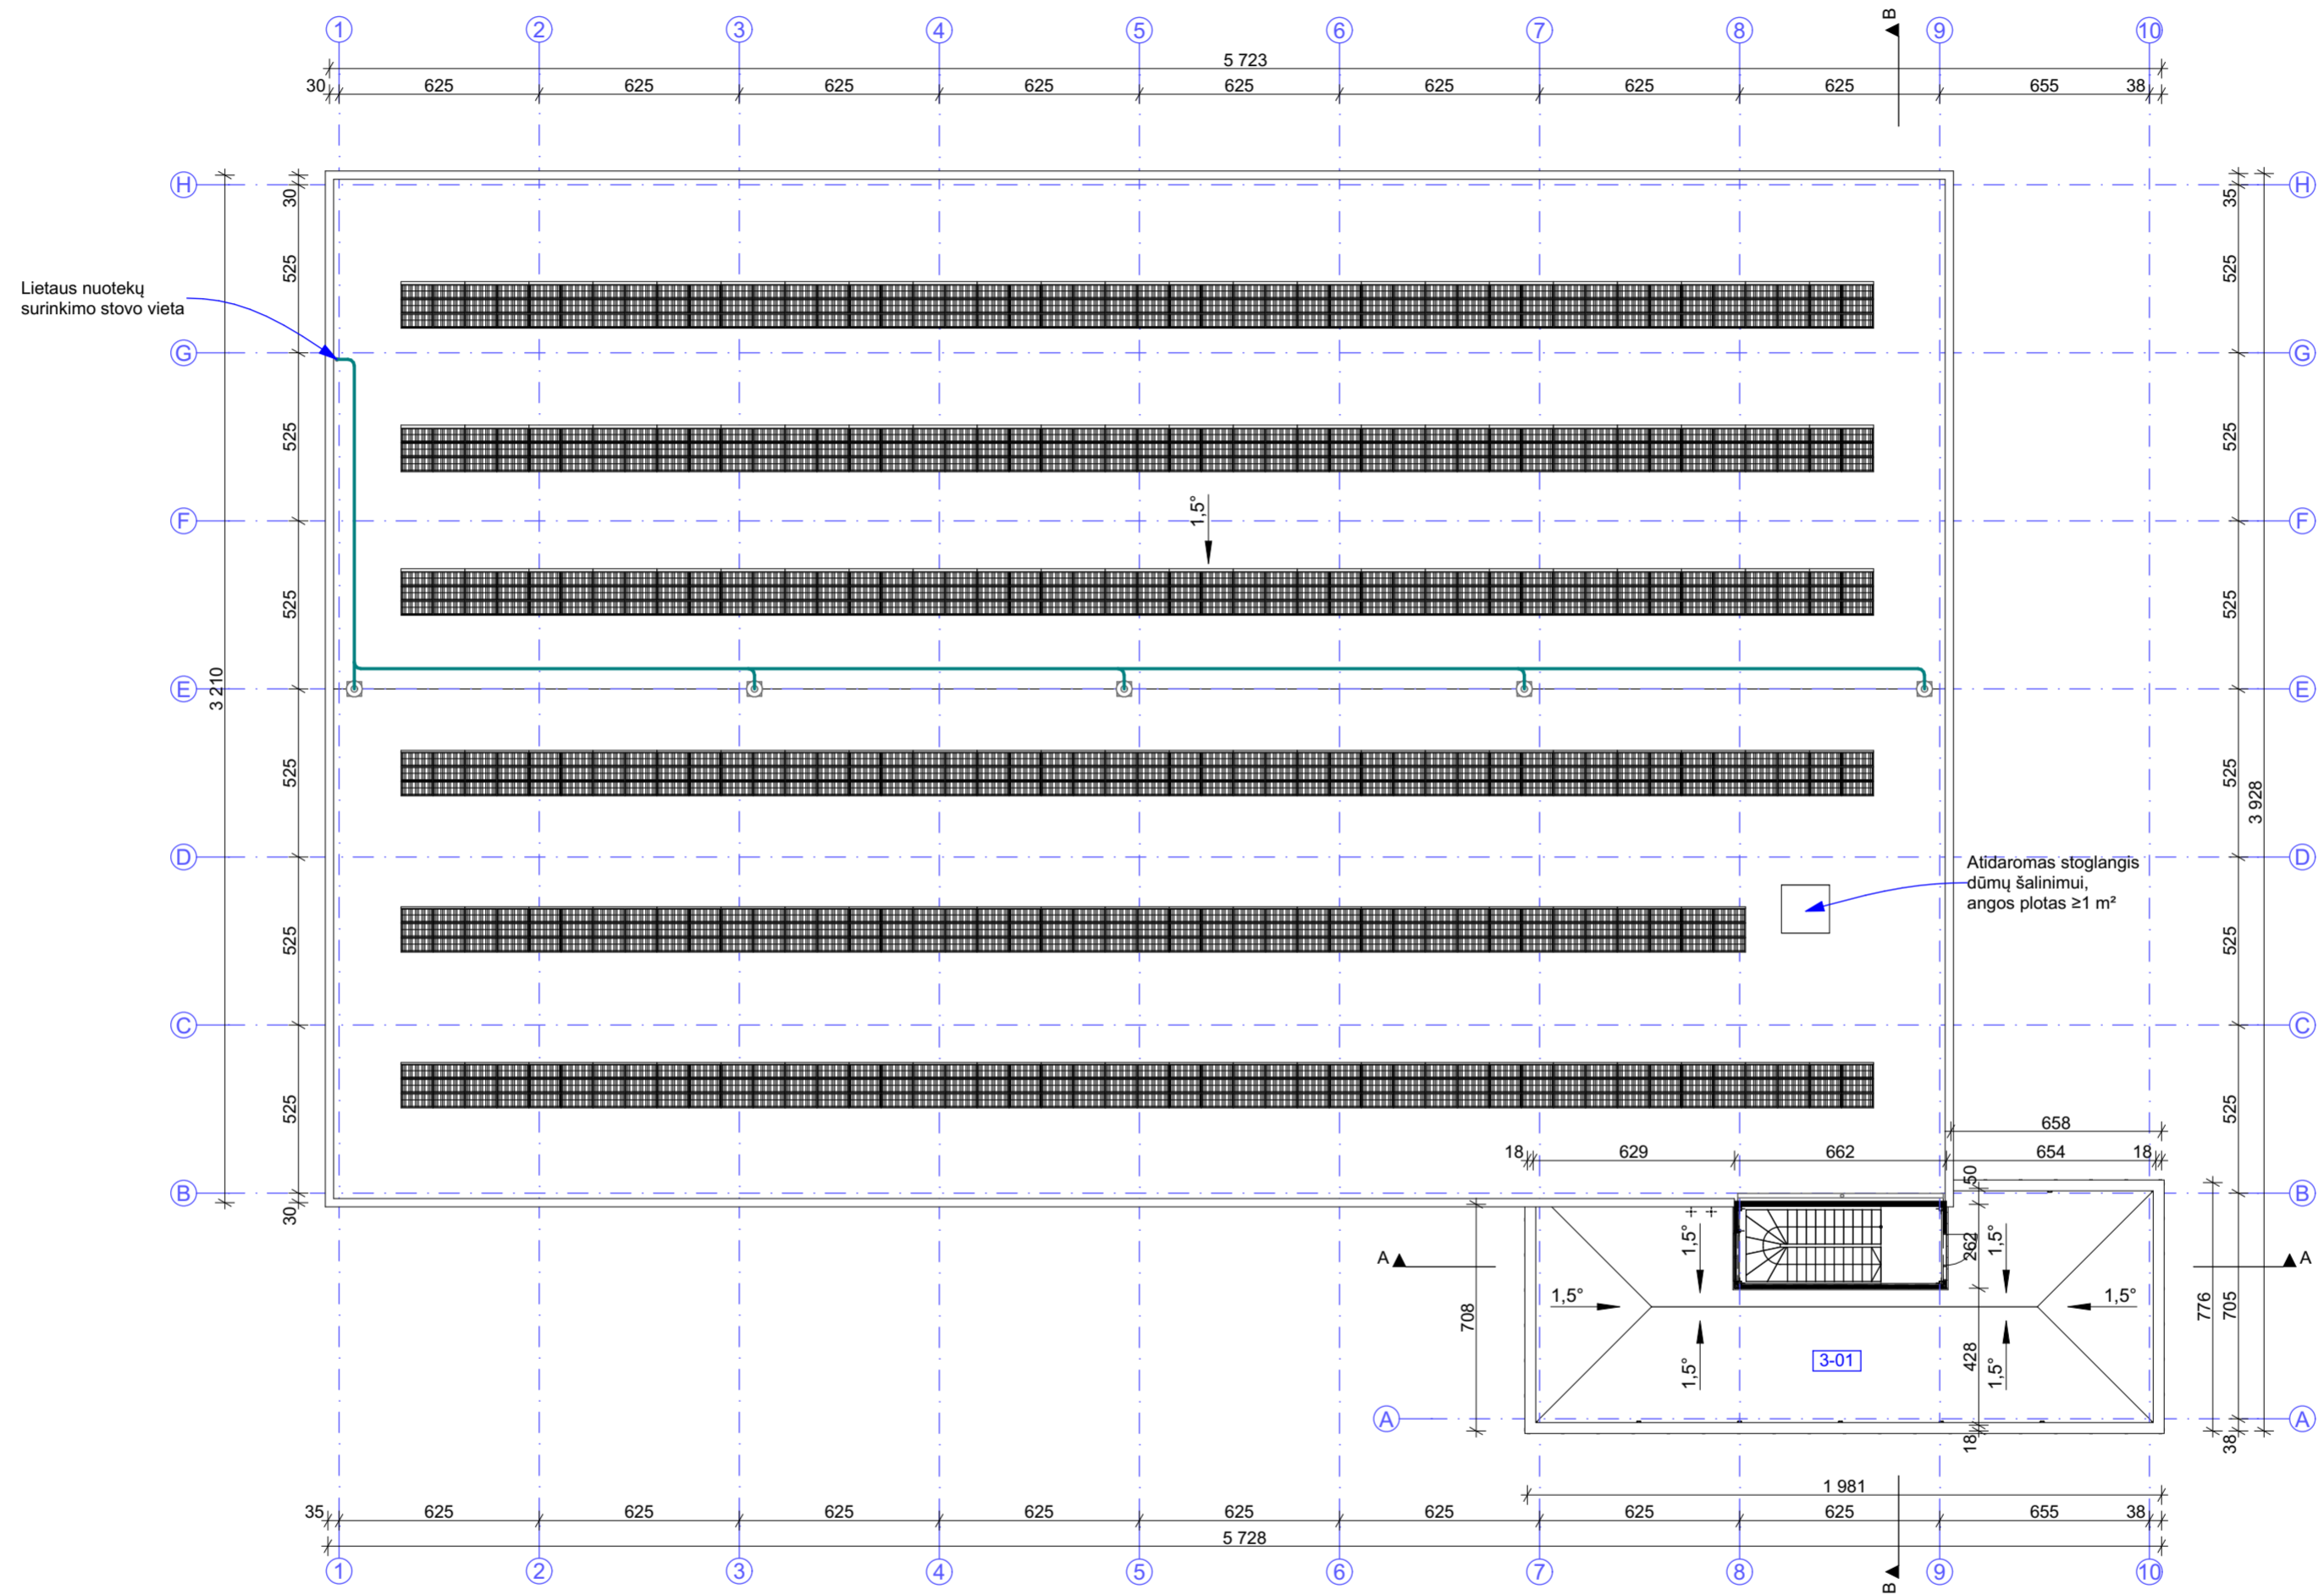 1 2 3 4 5 6 7 8 9 10
B
5 723
30 625 625 625 625 625 625 625 625 655 38
H 30 35 H
525 525
Lietaus nuotekų
surinkimo stovo vieta
G G
525 525
F 1,5° F
525 525
3 210
E E
525 525
3 928
D D
Atidaromas stoglangis
dūmų šalinimui,
angos plotas ≥1 m²
525 525
C C
525 525
658
18 629 662 654 18
50
B B
30
1,5° 262 1,5°
A A
1,5° 1,5°
708 776 705
3-01
1,5° 428 1,5°
A A
18 38
1 981
35 625 625 625 625 625 625 625 625 655 38
5 728
1 2 3 4 5 6 7 8 9 10
B